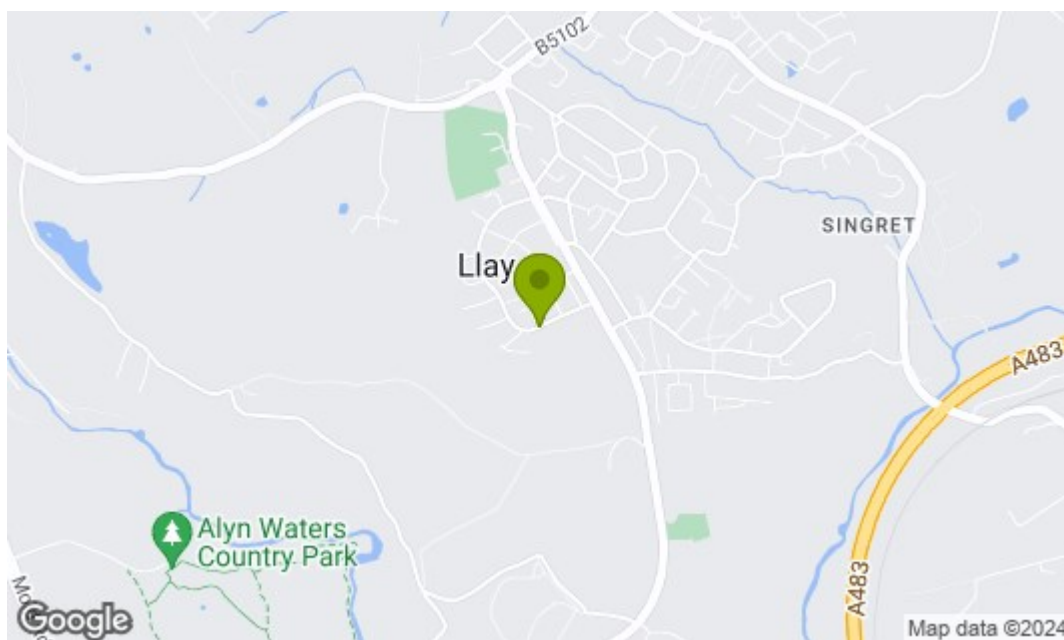 B5102
SINGRET
Llay
A483
Alyn Waters
Country Park
A483
Google
Map data ©2024